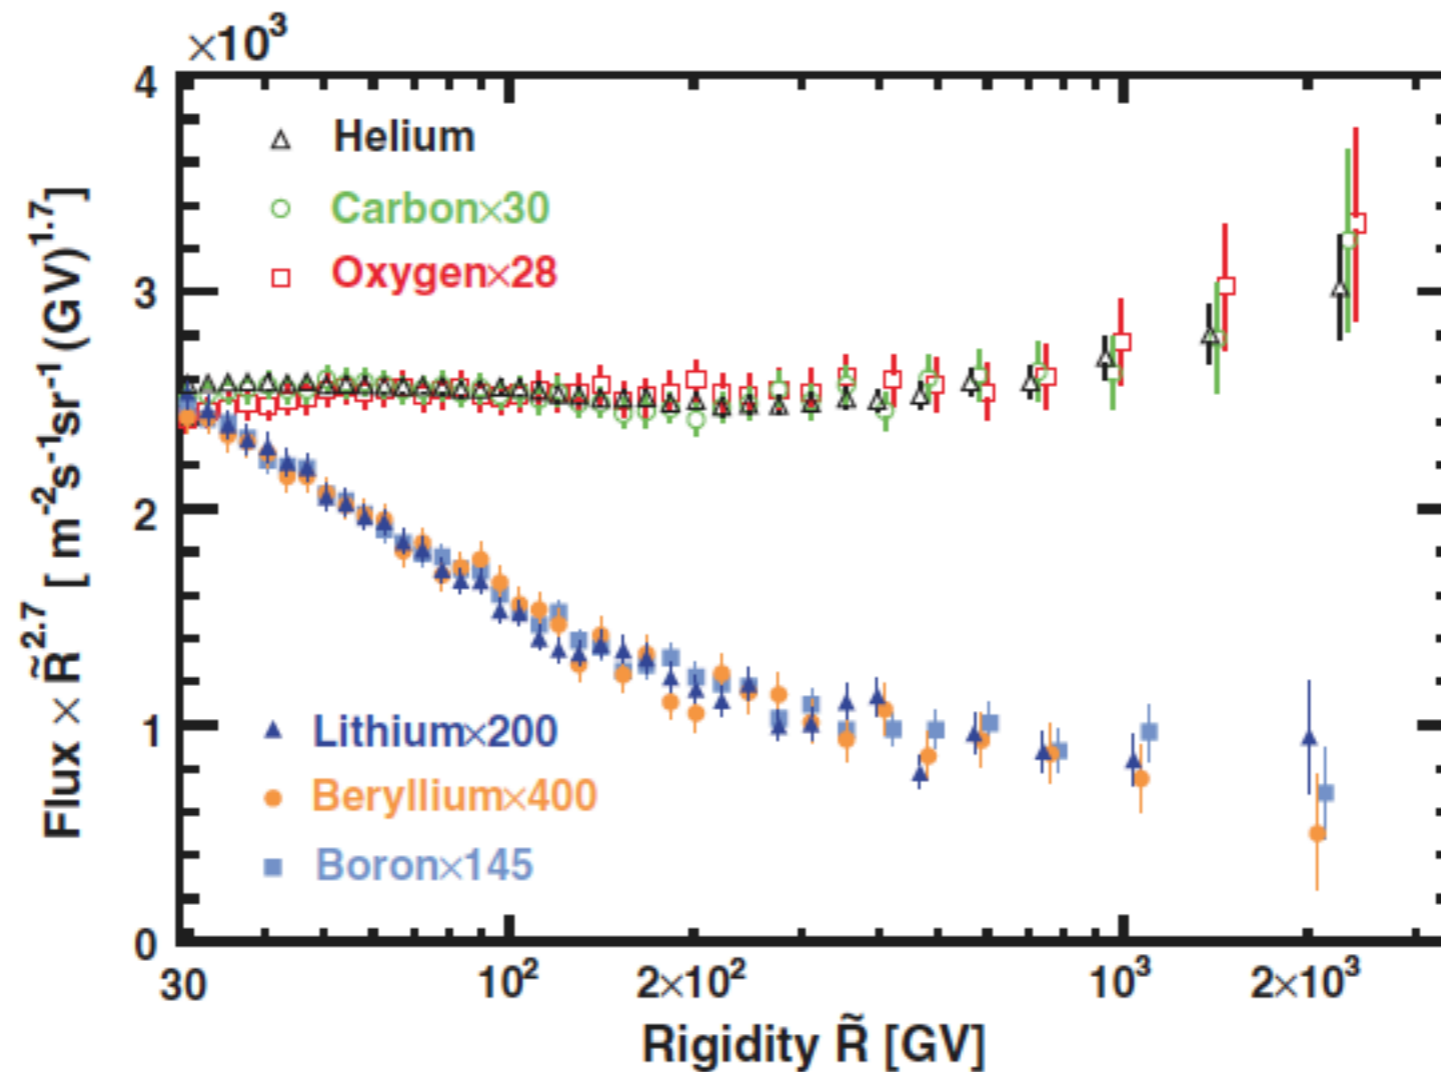 ×10³
4
3
2
1
0
Flux × R̃^2.7 [ m⁻²s⁻¹sr⁻¹ (GV)^1.7 ]
Helium
Carbon×30
Oxygen×28
Lithium×200
Beryllium×400
Boron×145
30 10² 2×10² 10³ 2×10³
Rigidity R̃ [GV]